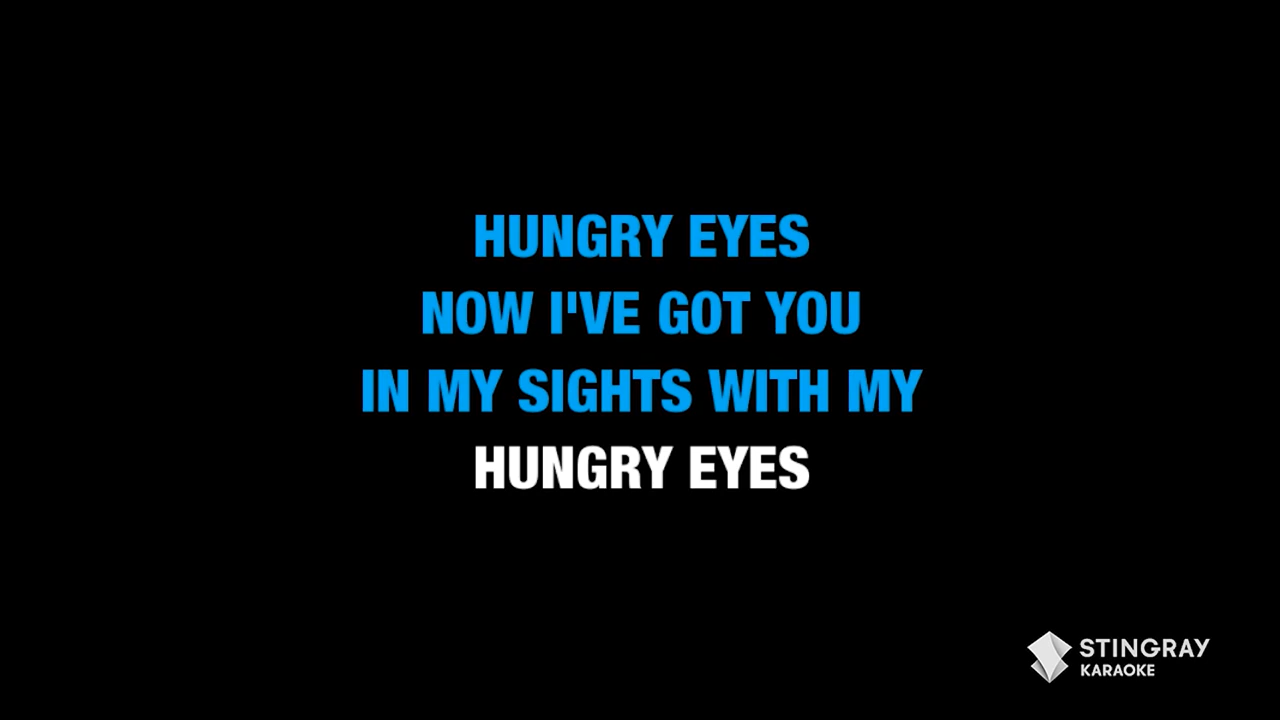 HUNGRY EYES
NOW I'VE GOT YOU
IN MY SIGHTS WITH MY
HUNGRY EYES
STINGRAY
KARAOKE